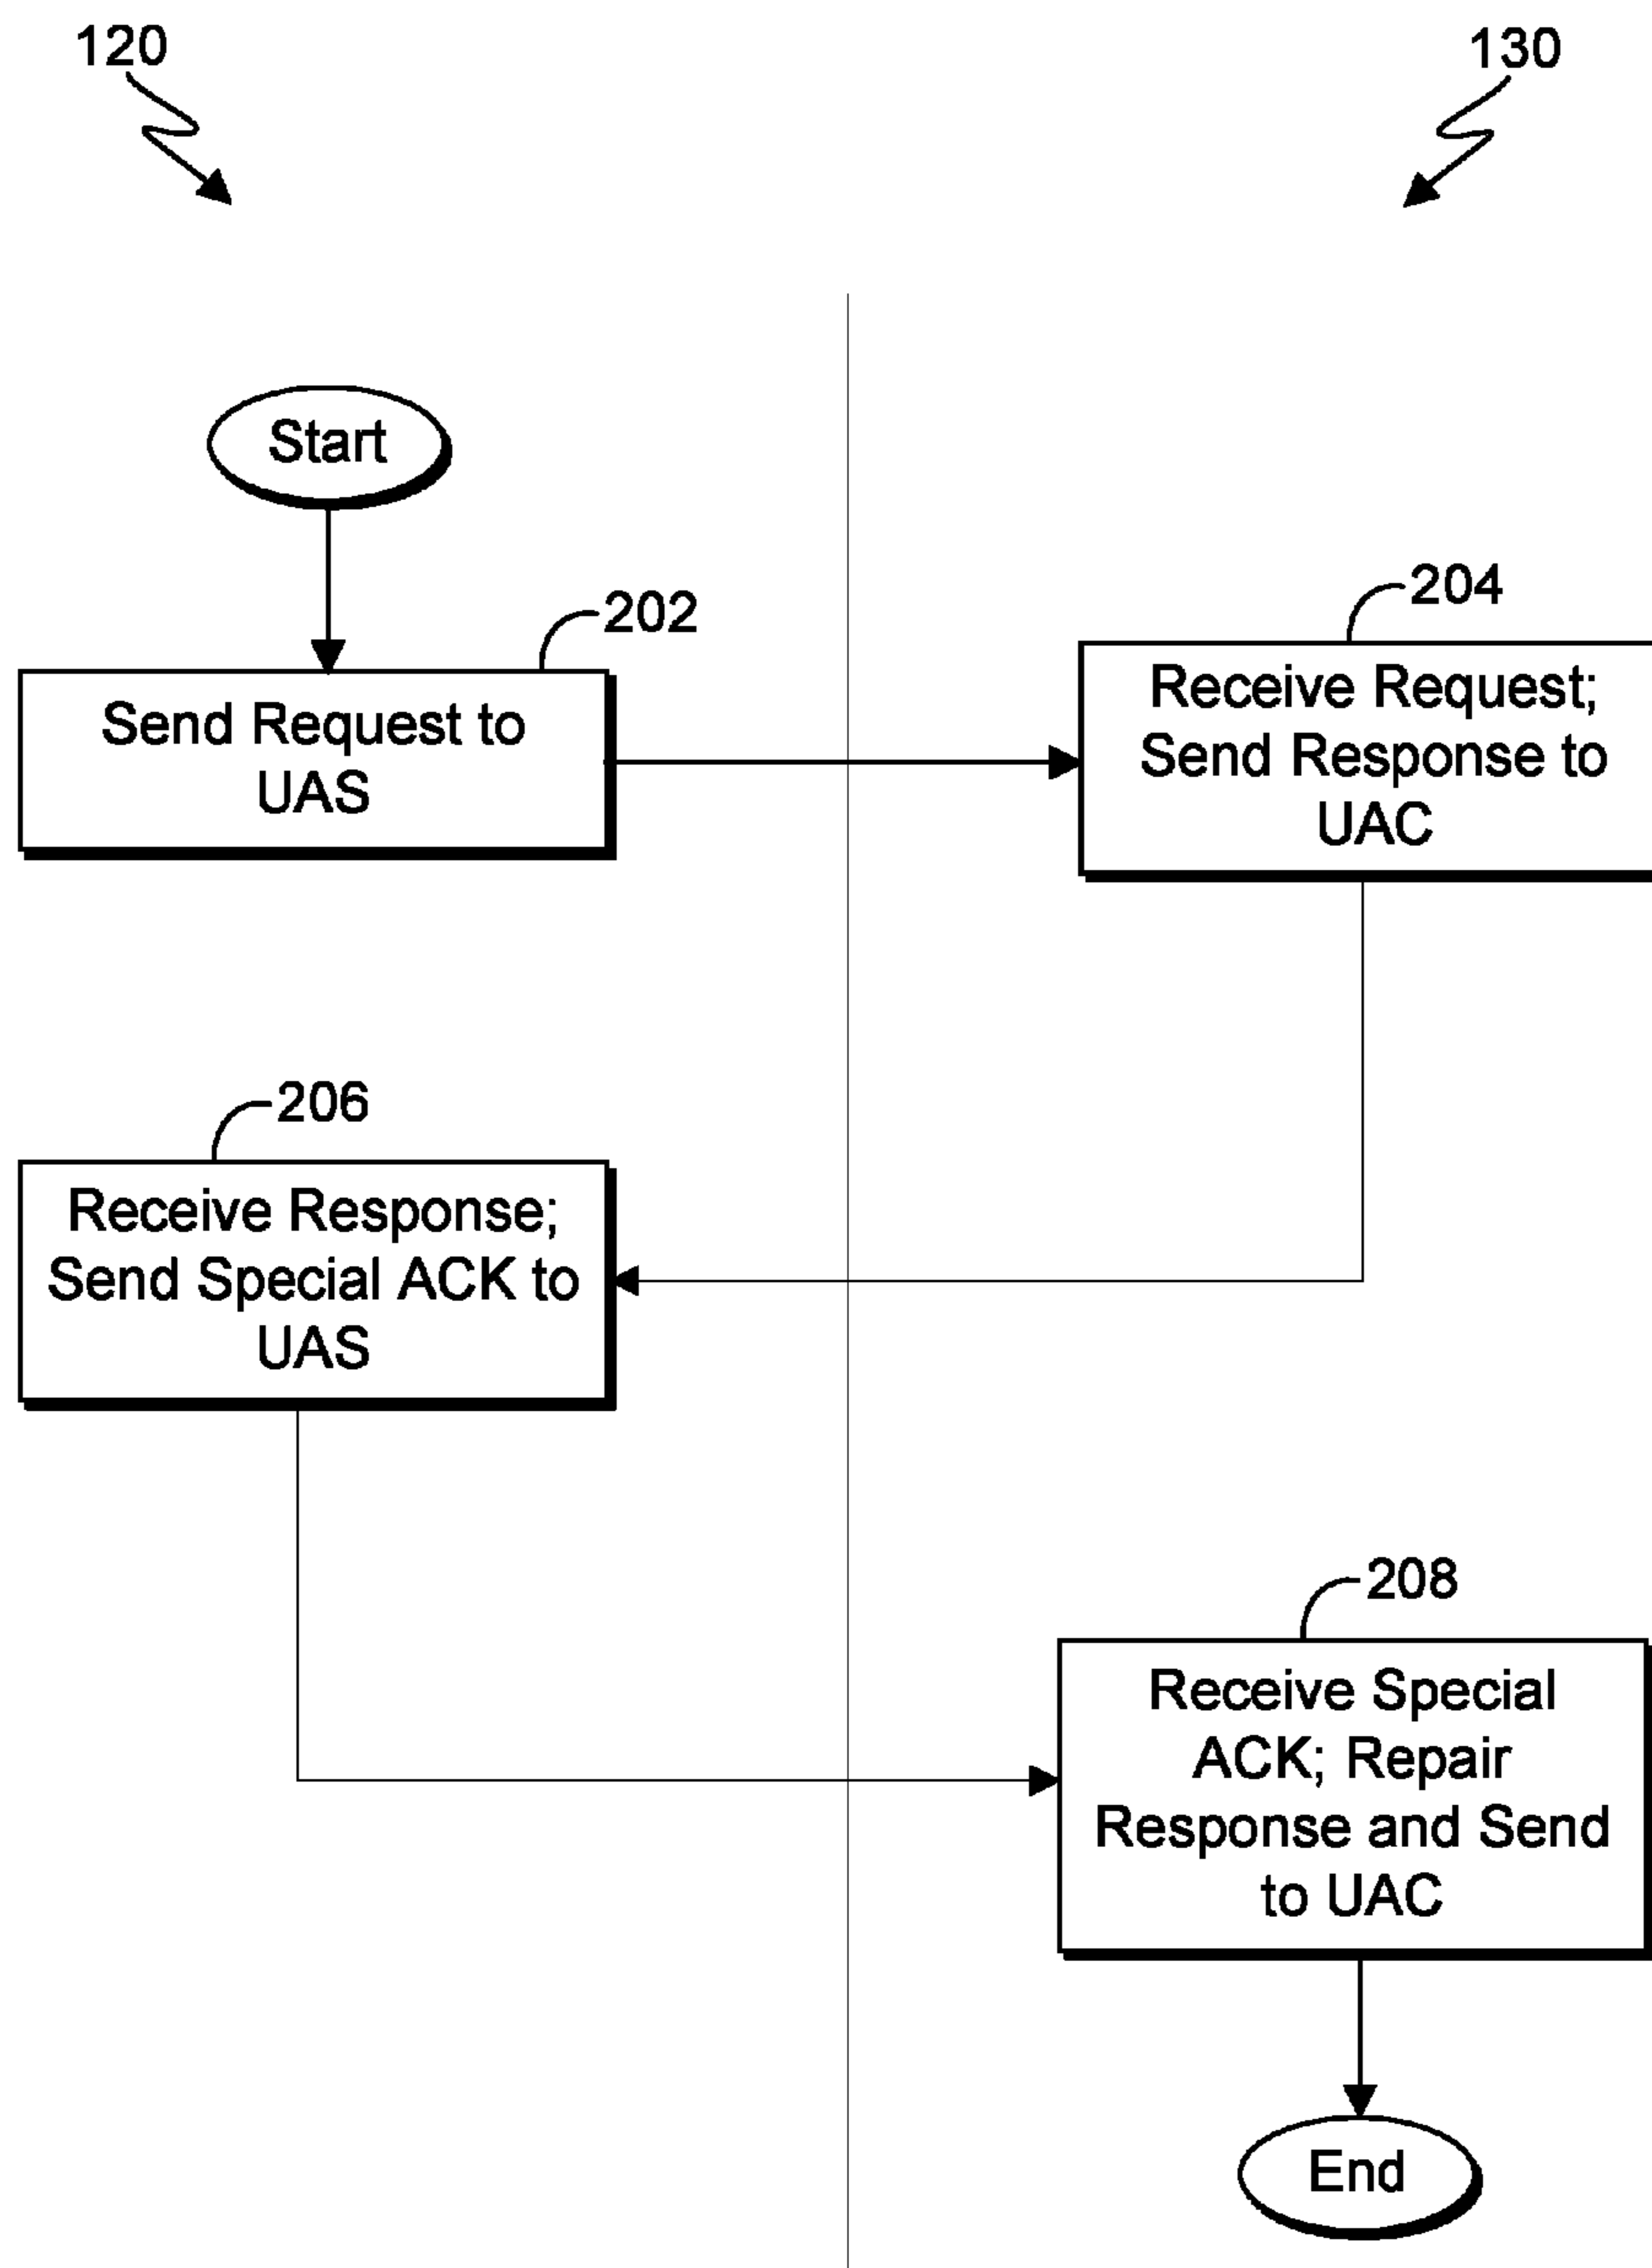 120
130
Start
202
Send Request to
UAS
204
Receive Request;
Send Response to
UAC
206
Receive Response;
Send Special ACK to
UAS
208
Receive Special
ACK; Repair
Response and Send
to UAC
End